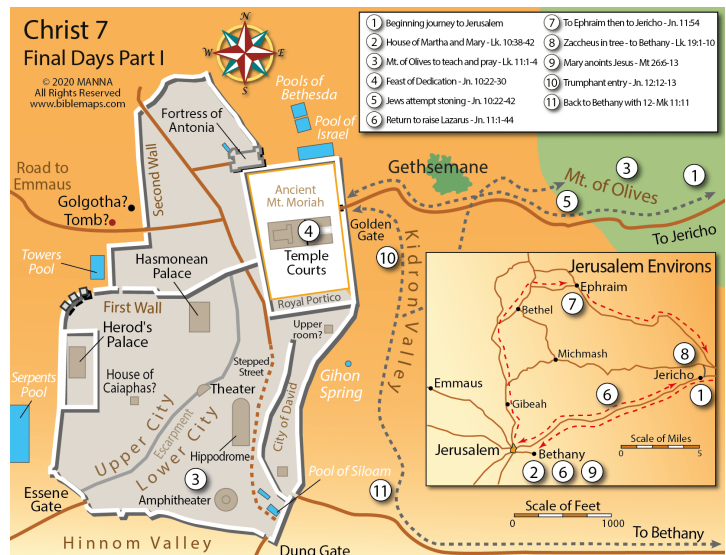 Christ 7
Final Days Part I
© 2020 MANNA
All Rights Reserved
www.biblemaps.com
N
W
E
S
1 Beginning journey to Jerusalem
2 House of Martha and Mary - Lk. 10:38-42
3 Mt. of Olives to teach and pray - Lk. 11:1-4
4 Feast of Dedication - Jn. 10:22-30
5 Jews attempt stoning - Jn. 10:22-42
6 Return to raise Lazarus - Jn. 11:1-44
7 To Ephraim then to Jericho - Jn. 11:54
8 Zaccheus in tree - to Bethany - Lk. 19:1-10
9 Mary anoints Jesus - Mt 26:6-13
10 Trumphant entry - Jn. 12:12-13
11 Back to Bethany with 12- Mk 11:11
Pools of
Bethesda
Pool of
Israel
Fortress of
Antonia
Road to
Emmaus
Second Wall
Golgotha?
Tomb?
Ancient
Mt. Moriah
4
Temple
Courts
Royal Portico
Golden
Gate
Gethsemane
3
Mt. of Olives
1
5
To Jericho
10
Kidron Valley
Towers
Pool
Hasmonean
Palace
First Wall
Herod's
Palace
Serpents
Pool
House of
Caiaphas?
Upper
room?
Stepped
Street
Theater
Gihon
Spring
City of David
Upper City
Escarpment
Lower City
Hippodrome
3
Amphitheater
Pool of Siloam
11
Essene
Gate
Hinnom Valley
Dung Gate
Jerusalem Environs
7
Ephraim
Bethel
Michmash
8
Jericho
1
Emmaus
Gibeah
6
Jerusalem
Bethany
2
6
9
Scale of Miles
0
5
Scale of Feet
0
1000
To Bethany